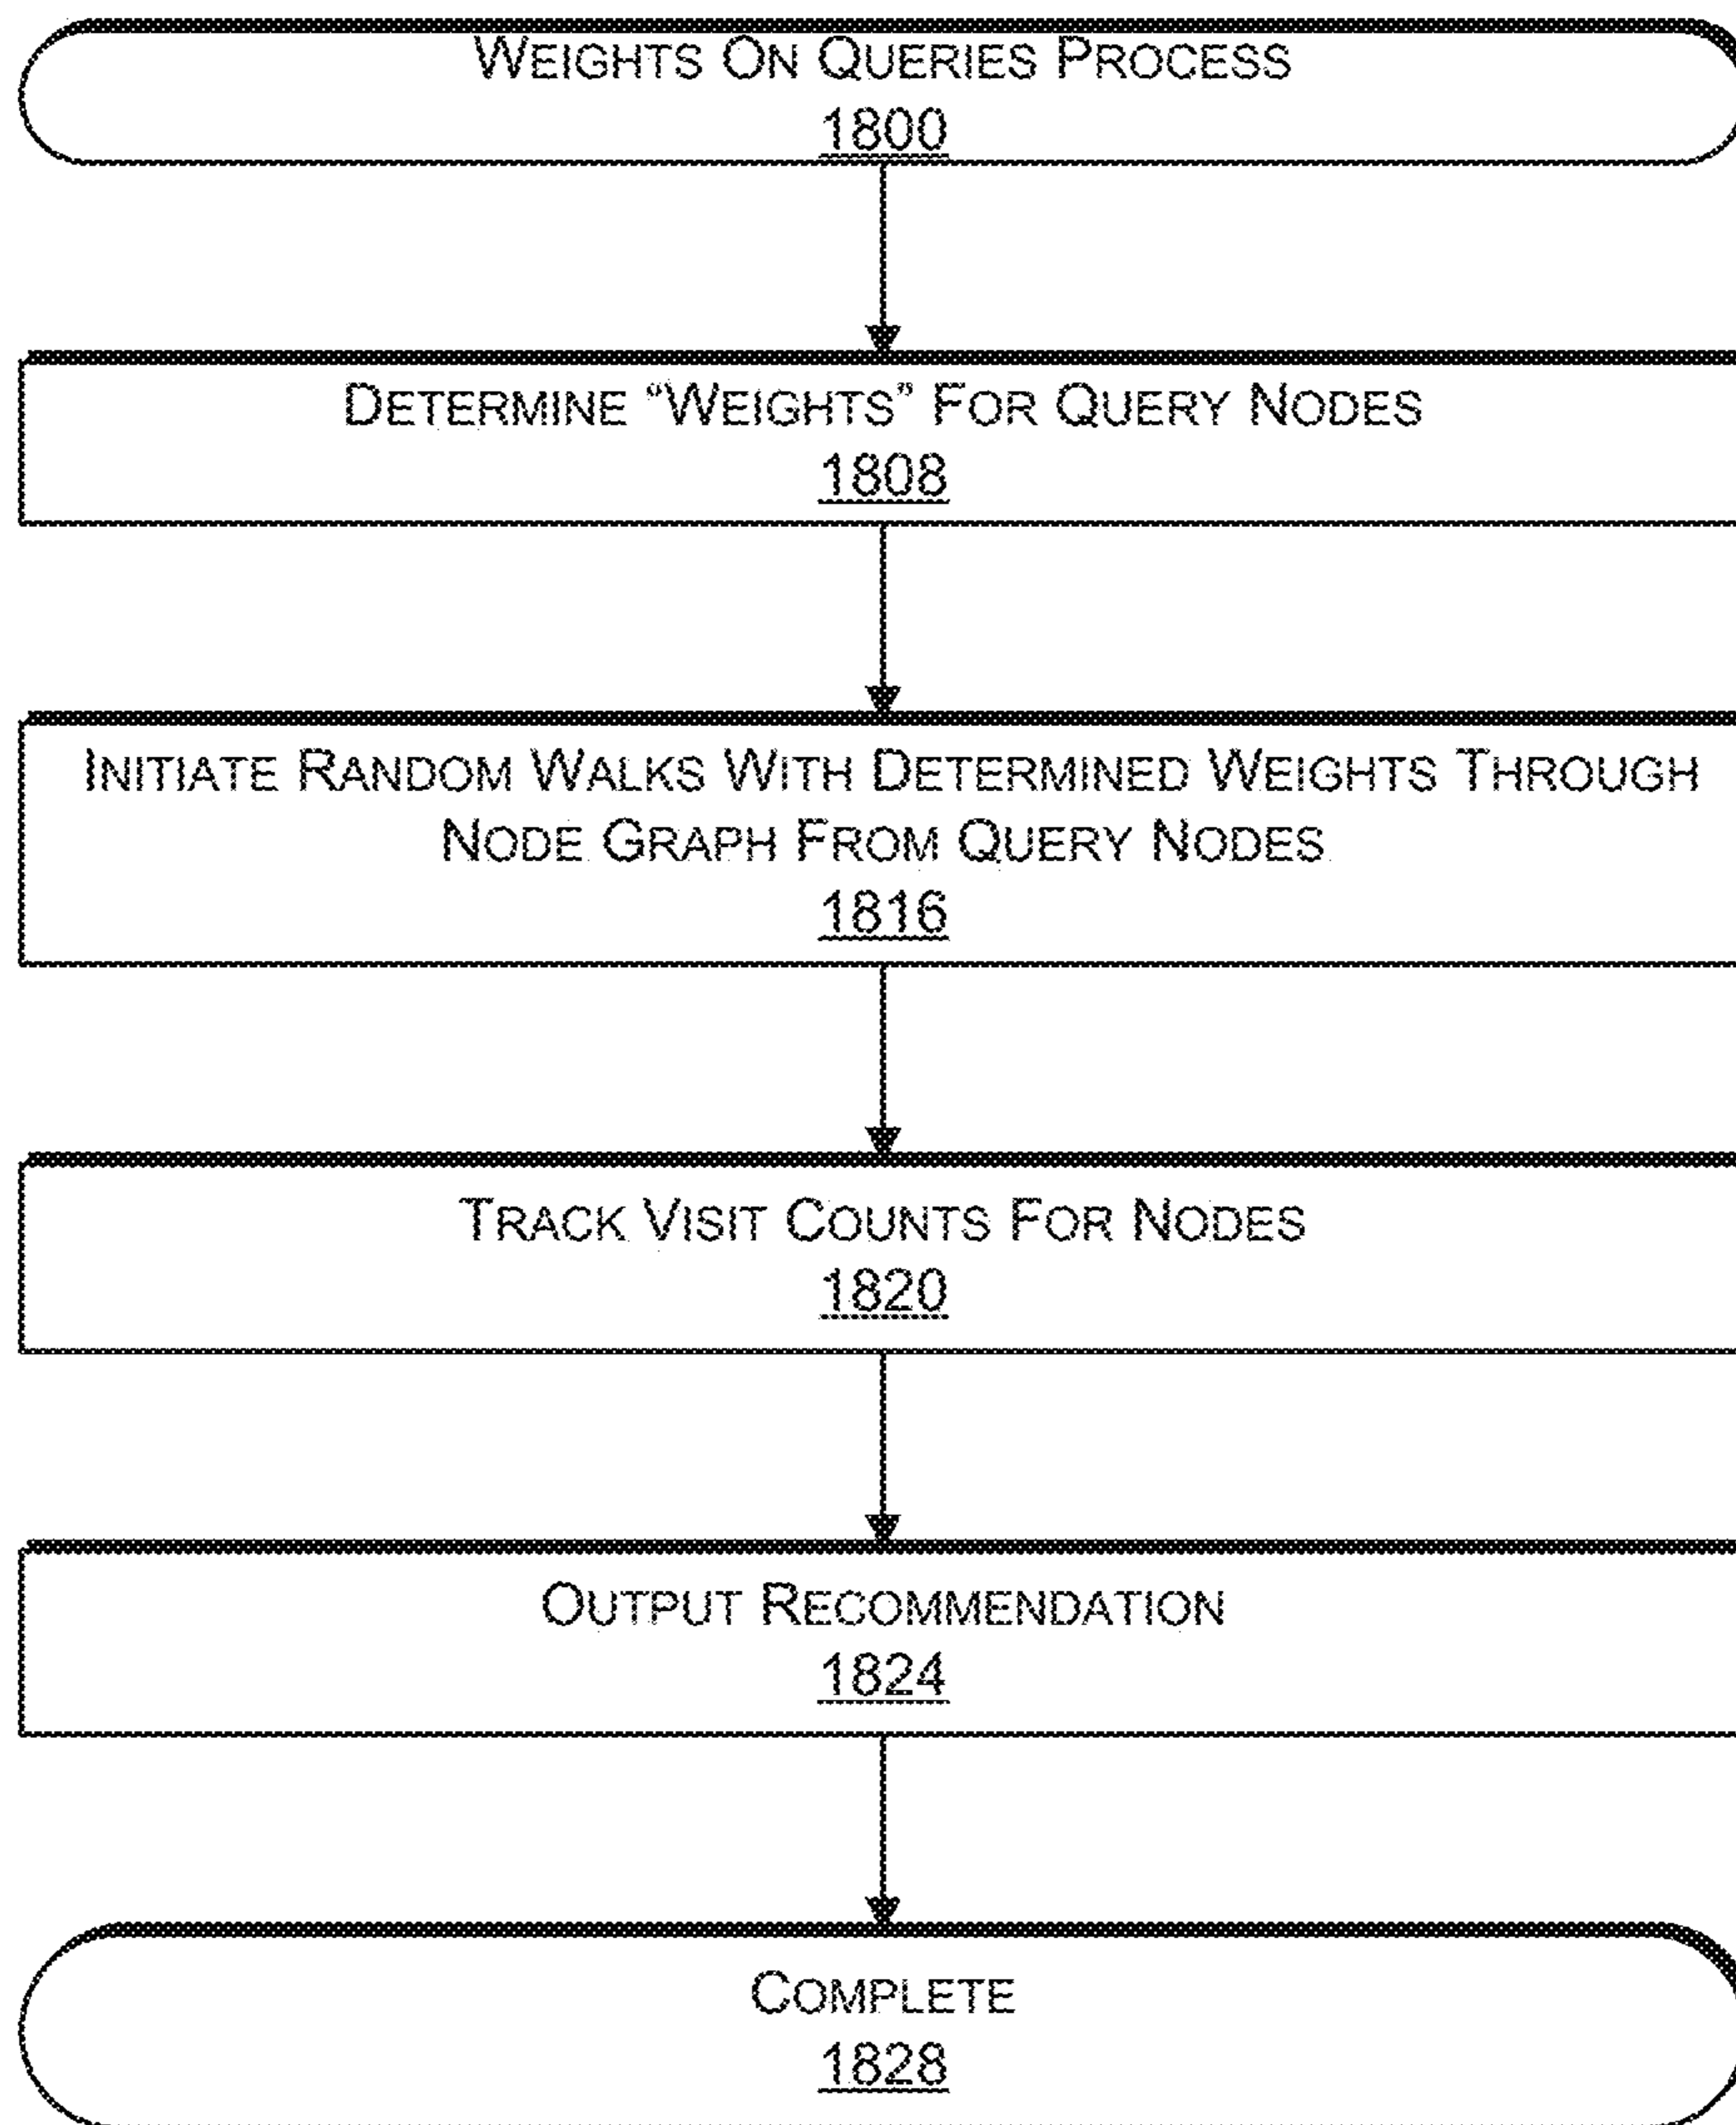 WEIGHTS ON QUERIES PROCESS
1800
DETERMINE "WEIGHTS" FOR QUERY NODES
1808
INITIATE RANDOM WALKS WITH DETERMINED WEIGHTS THROUGH
NODE GRAPH FROM QUERY NODES
1816
TRACK VISIT COUNTS FOR NODES
1820
OUTPUT RECOMMENDATION
1824
COMPLETE
1828